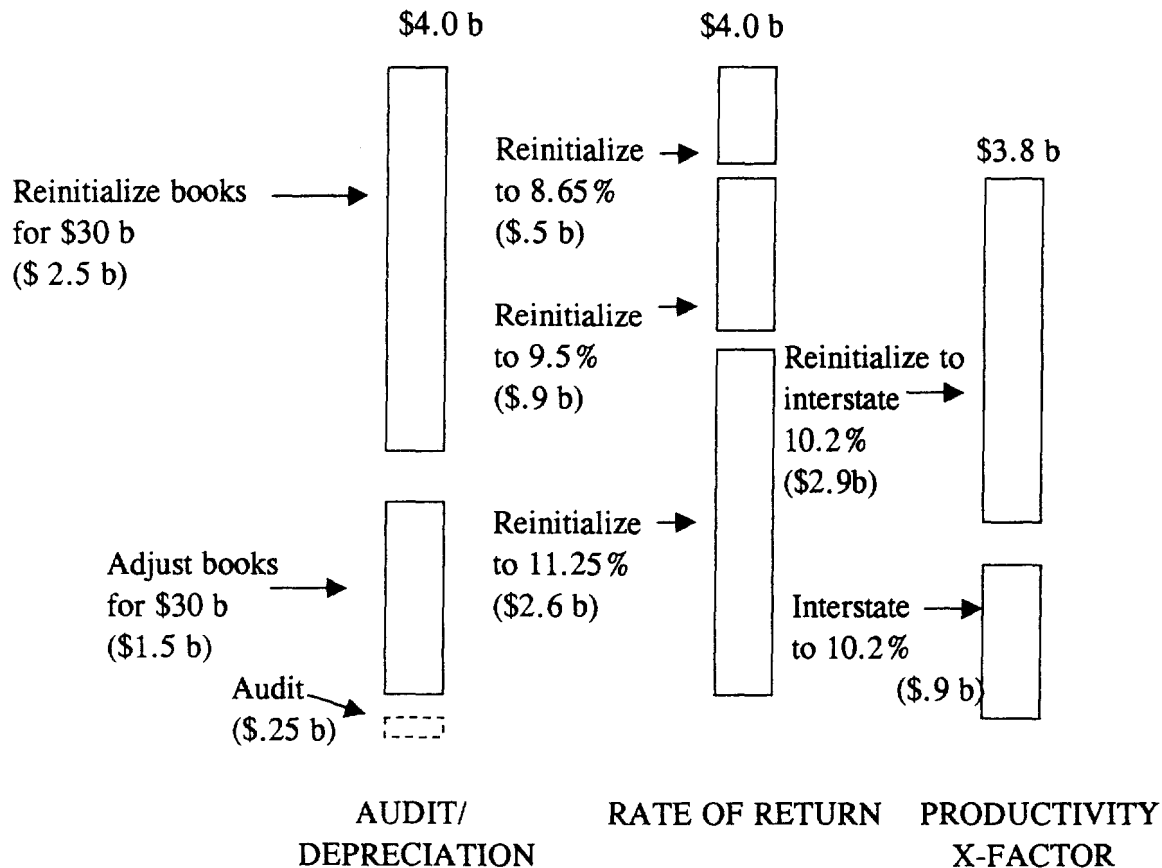 $4.0 b
$4.0 b
$3.8 b
Reinitialize books
for $30 b
($ 2.5 b)
Adjust books
for $30 b
($1.5 b)
Audit
($.25 b)
Reinitialize
to 8.65%
($.5 b)
Reinitialize
to 9.5%
($.9 b)
Reinitialize
to 11.25%
($2.6 b)
Reinitialize to
interstate
10.2%
($2.9b)
Interstate
to 10.2%
($.9 b)
AUDIT/
DEPRECIATION
RATE OF RETURN
PRODUCTIVITY
X-FACTOR